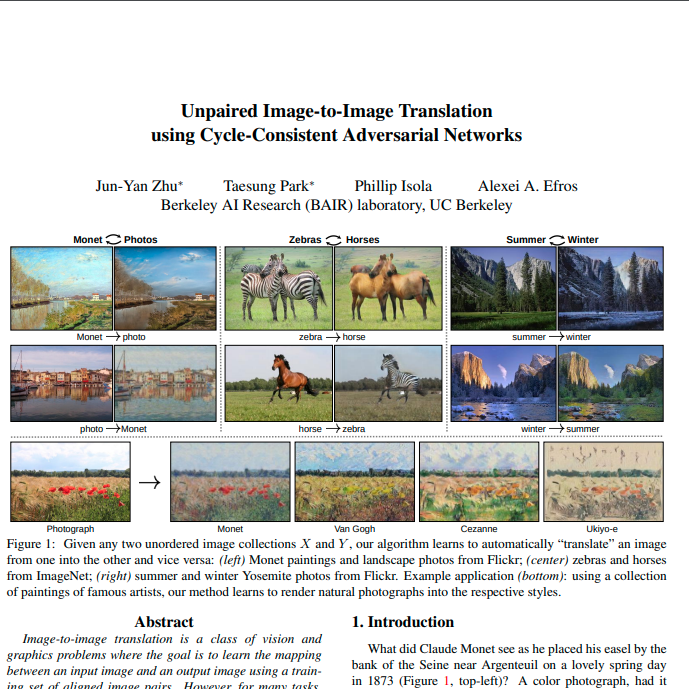 Unpaired Image-to-Image Translation
using Cycle-Consistent Adversarial Networks
Jun-Yan Zhu* Taesung Park* Phillip Isola Alexei A. Efros
Berkeley AI Research (BAIR) laboratory, UC Berkeley
Monet Photos
Zebras Horses
Summer Winter
Monet → photo
zebra → horse
summer → winter
photo → Monet
horse → zebra
winter → summer
Photograph
Monet
Van Gogh
Cezanne
Ukiyo-e
Figure 1: Given any two unordered image collections X and Y, our algorithm learns to automatically “translate” an image
from one into the other and vice versa: (left) Monet paintings and landscape photos from Flickr; (center) zebras and horses
from ImageNet; (right) summer and winter Yosemite photos from Flickr. Example application (bottom): using a collection
of paintings of famous artists, our method learns to render natural photographs into the respective styles.
Abstract
Image-to-image translation is a class of vision and
graphics problems where the goal is to learn the mapping
between an input image and an output image using a train-
ing set of aligned image pairs. However, for many tasks,
1. Introduction
What did Claude Monet see as he placed his easel by the
bank of the Seine near Argenteuil on a lovely spring day
in 1873 (Figure 1, top-left)? A color photograph, had it